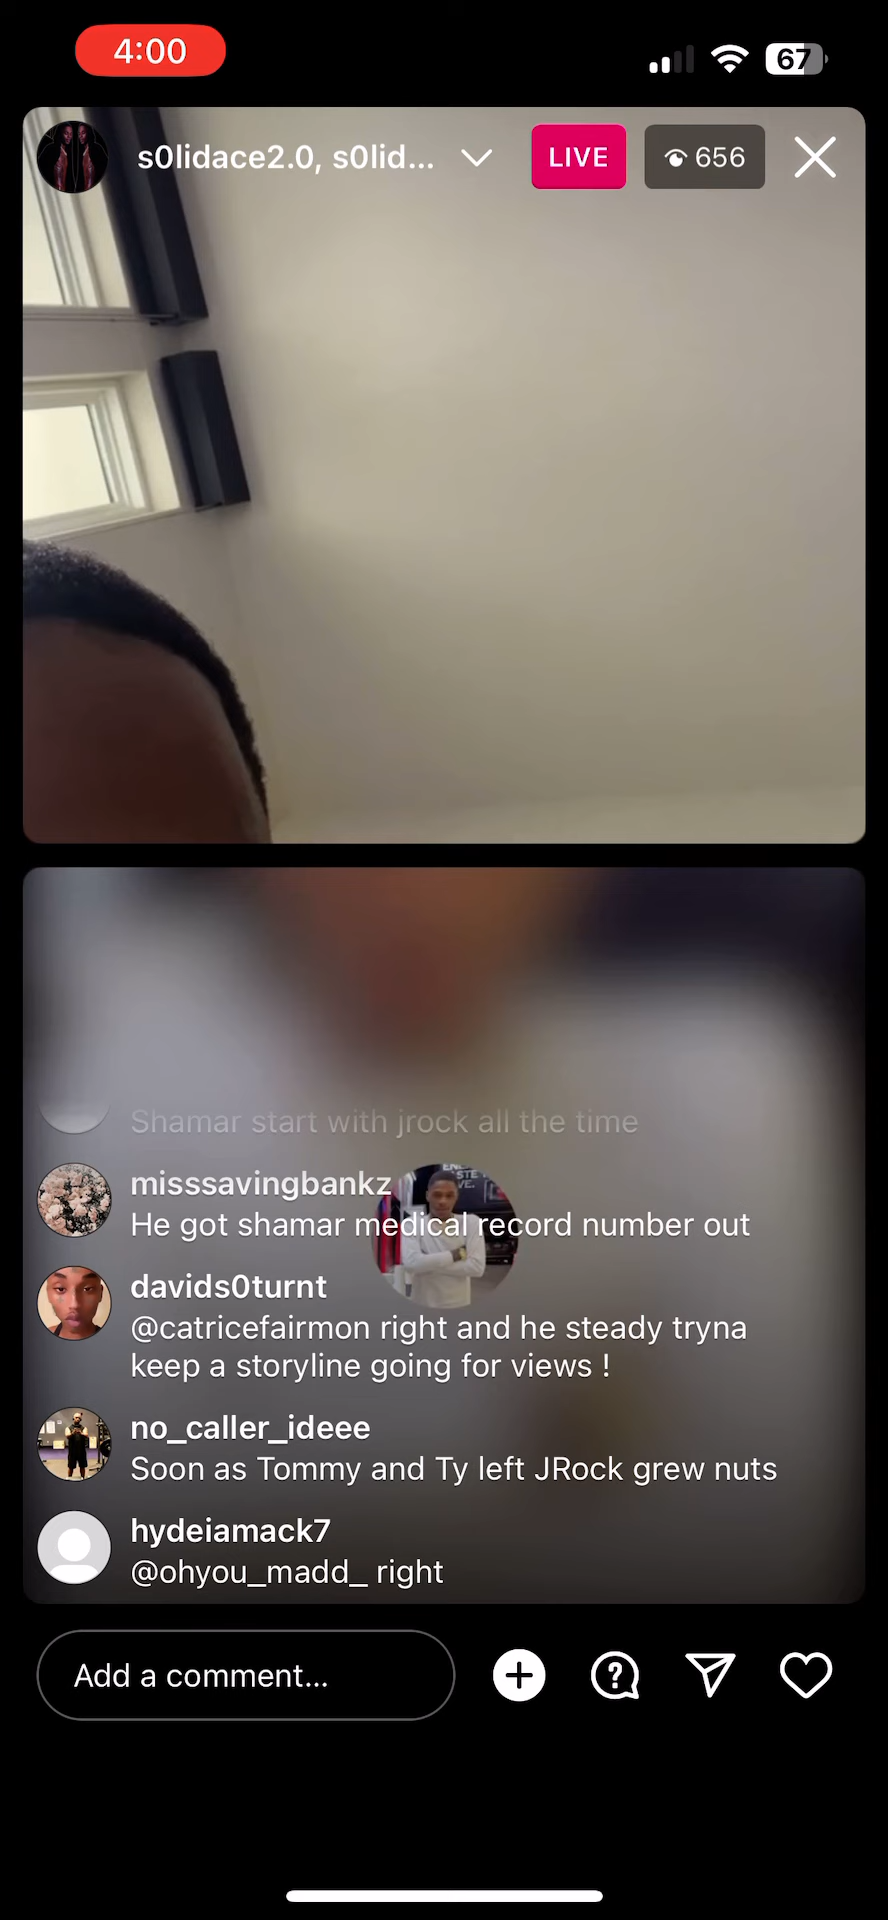 4:00
67
s0lidace2.0, s0lid...
LIVE
656
Shamar start with jrock all the time
misssavingbankz
He got shamar medical record number out
davids0turnt
@catricefairmon right and he steady tryna
keep a storyline going for views !
no_caller_ideee
Soon as Tommy and Ty left JRock grew nuts
hydeiamack7
@ohyou_madd_ right
Add a comment...